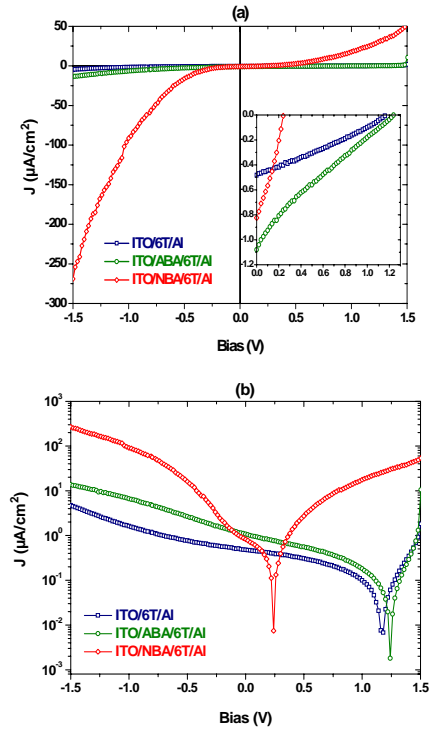 (a)
J (µA/cm²)
50
0
-50
-100
-150
-200
-250
-300
0.0
-0.2
-0.4
-0.6
-0.8
-1.0
-1.2
0.0 0.2 0.4 0.6 0.8 1.0 1.2
ITO/6T/Al
ITO/ABA/6T/Al
ITO/NBA/6T/Al
-1.5 -1.0 -0.5 0.0 0.5 1.0 1.5
Bias (V)
(b)
J (µA/cm²)
10³
10²
10¹
10⁰
10⁻¹
10⁻²
10⁻³
ITO/6T/Al
ITO/ABA/6T/Al
ITO/NBA/6T/Al
-1.5 -1.0 -0.5 0.0 0.5 1.0 1.5
Bias (V)